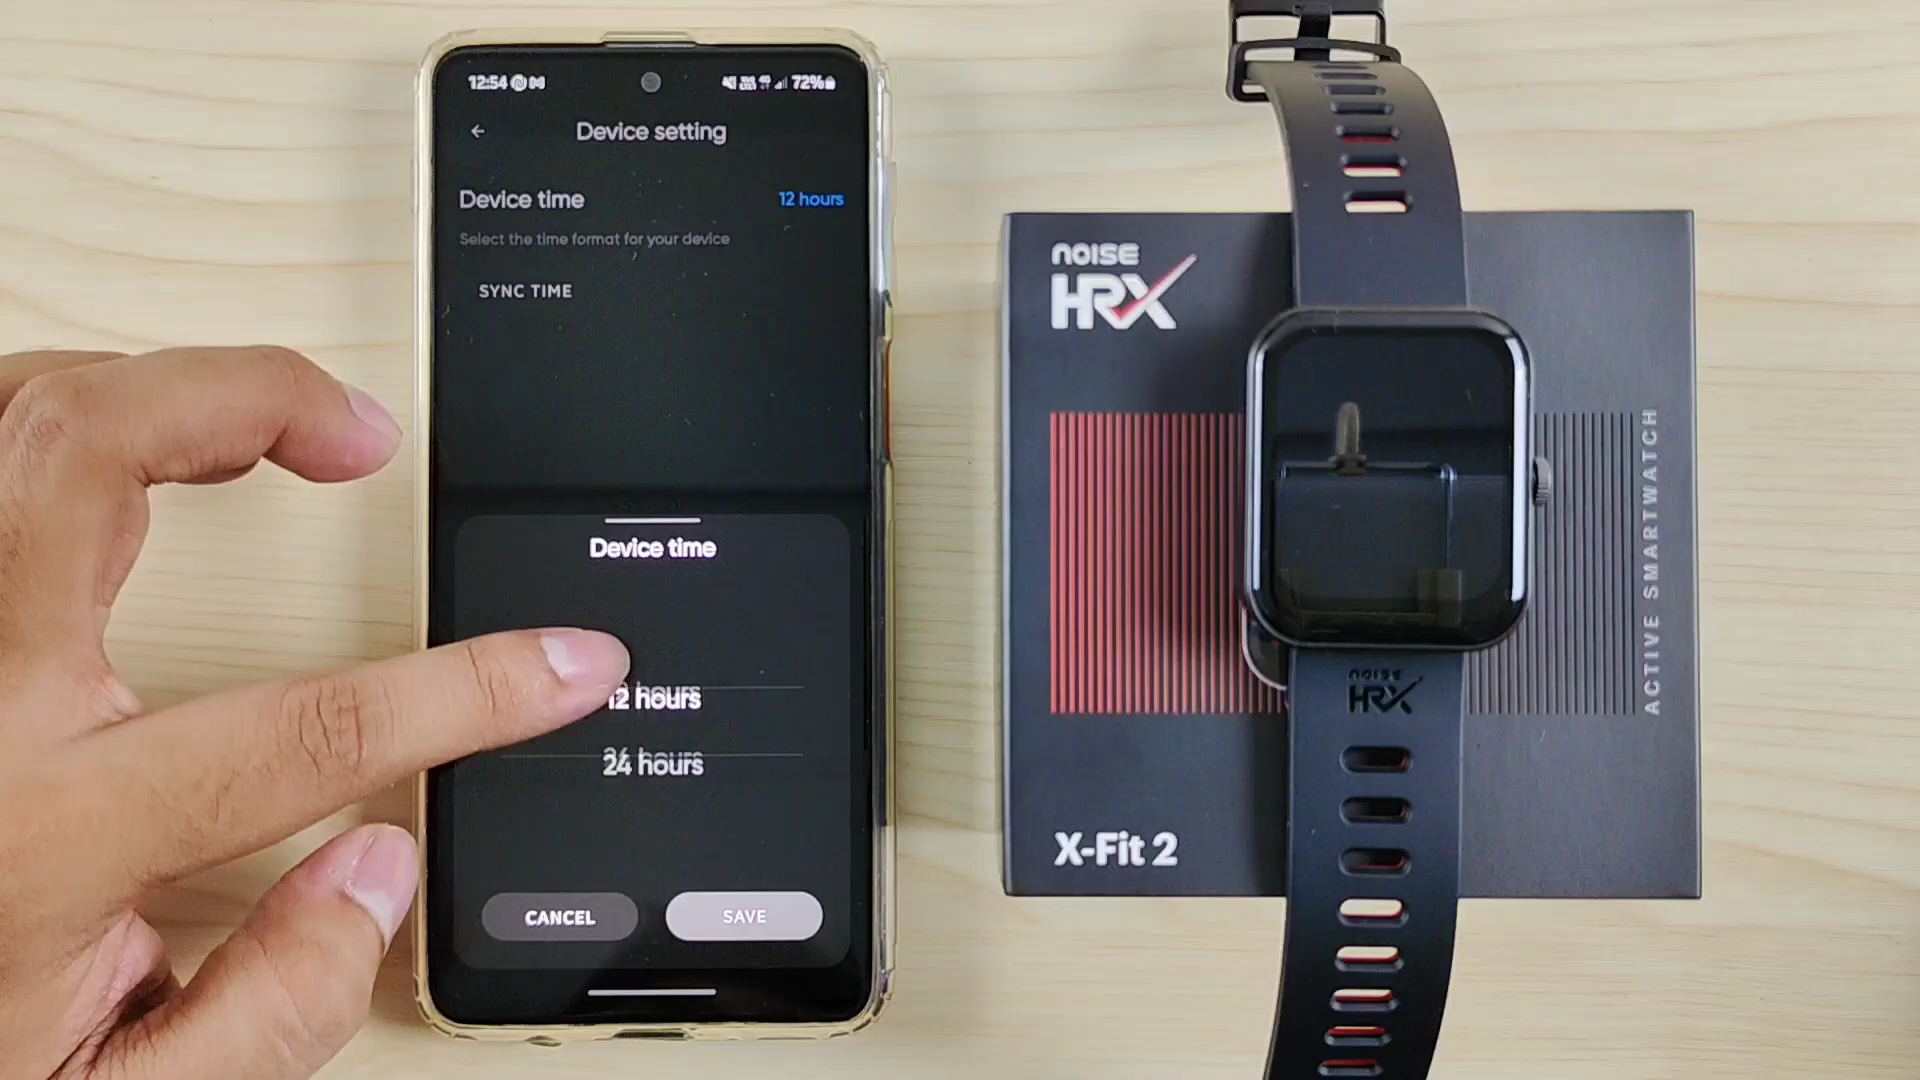 12:54
72%
Device setting
Device time
12 hours
Select the time format for your device
SYNC TIME
Device time
12 hours
24 hours
CANCEL
SAVE
noise
HRX
ACTIVE SMARTWATCH
X-Fit 2
noise
HRX